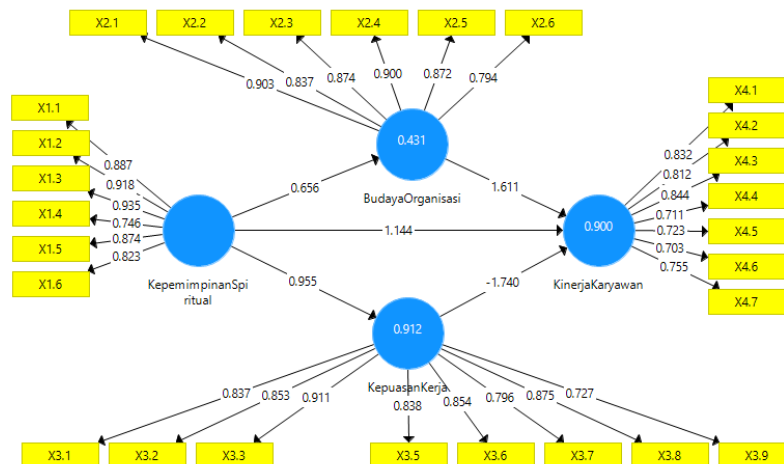 X2.1
X2.2
X2.3
X2.4
X2.5
X2.6
0.903
0.837
0.874
0.900
0.872
0.794
X1.1
X1.2
X1.3
X1.4
X1.5
X1.6
0.887
0.918
0.935
0.746
0.874
0.823
KepemimpinanSpi
ritual
0.431
BudayaOrganisasi
0.656
1.611
1.144
0.955
-1.740
0.900
KinerjaKaryawan
X4.1
X4.2
X4.3
X4.4
X4.5
X4.6
X4.7
0.832
0.812
0.844
0.711
0.723
0.703
0.755
0.912
KepuasanKerja
0.837
0.853
0.911
0.838
0.854
0.796
0.875
0.727
X3.1
X3.2
X3.3
X3.5
X3.6
X3.7
X3.8
X3.9